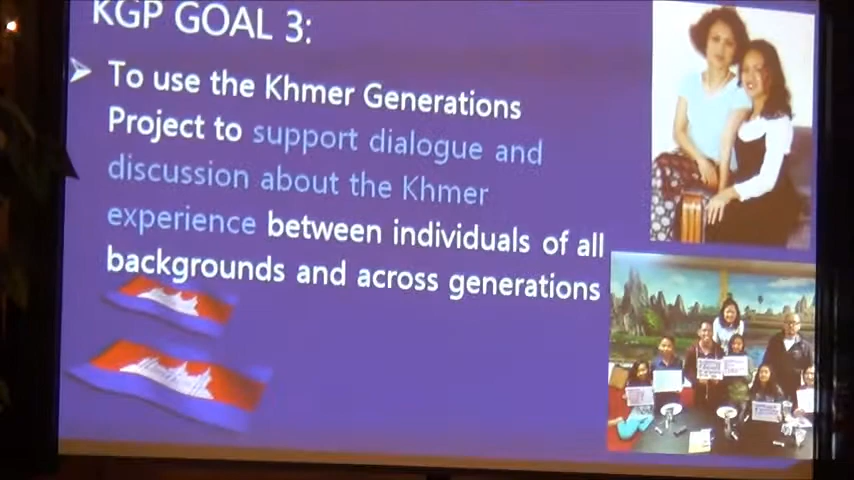 KGP GOAL 3:
To use the Khmer Generations
Project to support dialogue and
discussion about the Khmer
experience between individuals of all
backgrounds and across generations